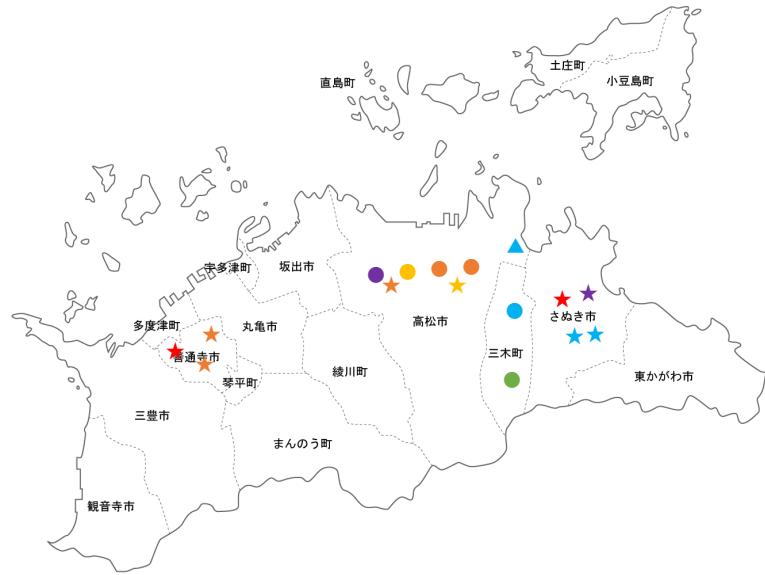 土庄町
直島町
小豆島町
宇多津町
坂出市
さぬき市
高松市
多度津町
丸亀市
善通寺市
三木町
綾川町
東かがわ市
琴平町
三豊市
まんのう町
観音寺市